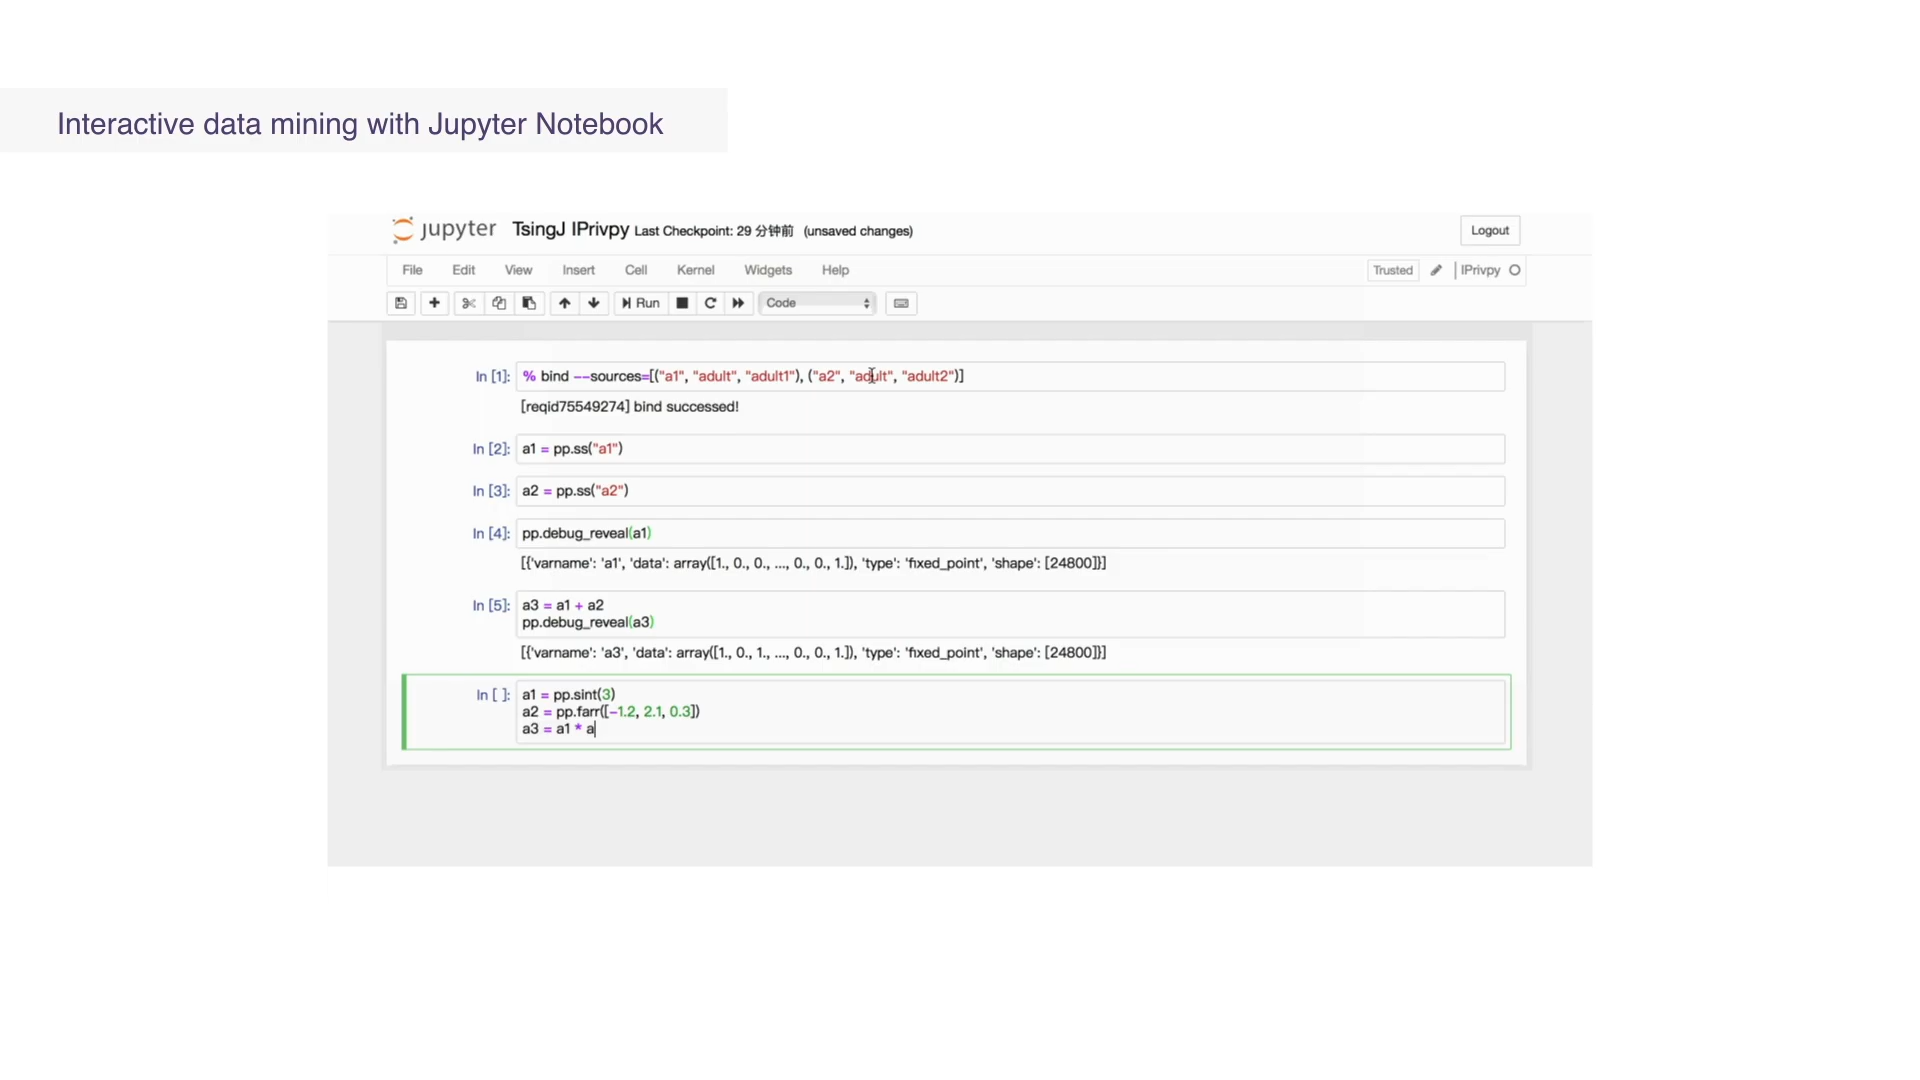 Interactive data mining with Jupyter Notebook
jupyter TsingJ IPrivpy Last Checkpoint: 29 分钟前 (unsaved changes) Logout
File Edit View Insert Cell Kernel Widgets Help Trusted IPrivpy
Run Code
In [1]: % bind --sources=[("a1", "adult", "adult1"), ("a2", "adult", "adult2")]
[reqid75549274] bind successed!
In [2]: a1 = pp.ss("a1")
In [3]: a2 = pp.ss("a2")
In [4]: pp.debug_reveal(a1)
[{'varname': 'a1', 'data': array([1., 0., 0., ..., 0., 0., 1.]), 'type': 'fixed_point', 'shape': [24800]}]
In [5]: a3 = a1 + a2
pp.debug_reveal(a3)
[{'varname': 'a3', 'data': array([1., 0., 1., ..., 0., 0., 1.]), 'type': 'fixed_point', 'shape': [24800]}]
In [ ]: a1 = pp.sint(3)
a2 = pp.farr([-1.2, 2.1, 0.3])
a3 = a1 * a